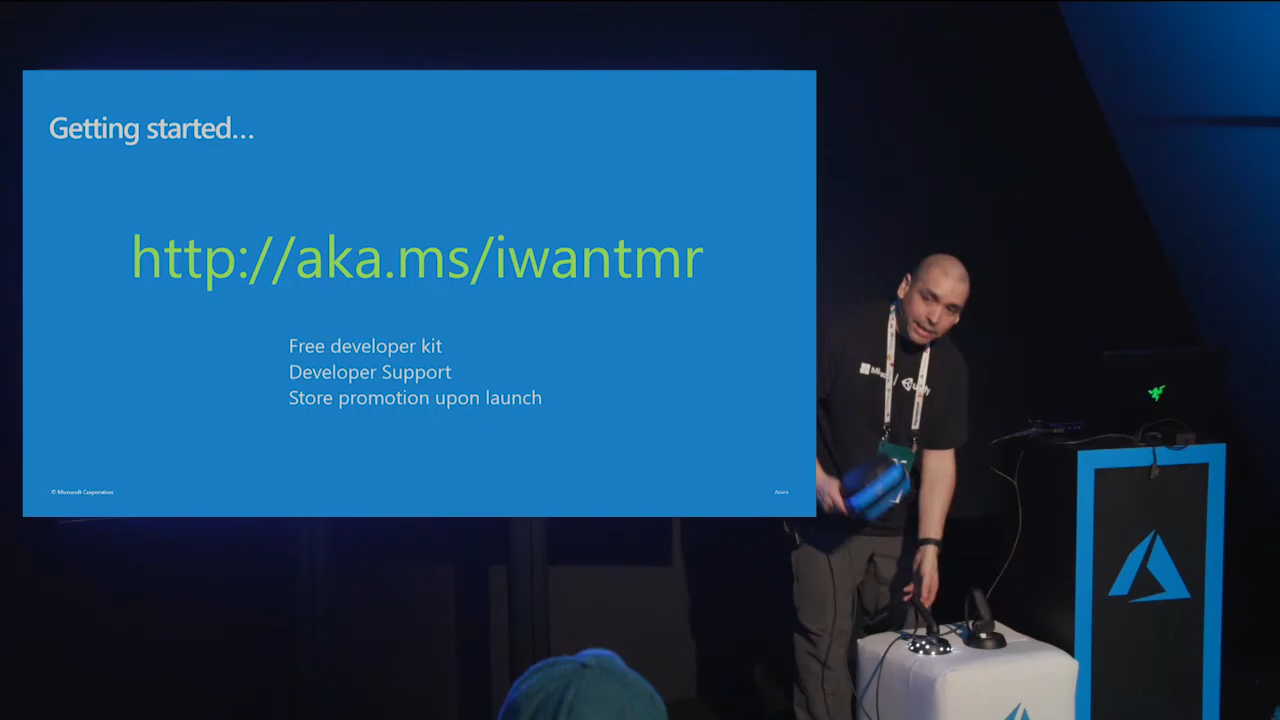 Getting started...
http://aka.ms/iwantmr
Free developer kit
Developer Support
Store promotion upon launch
© Microsoft Corporation
Azure